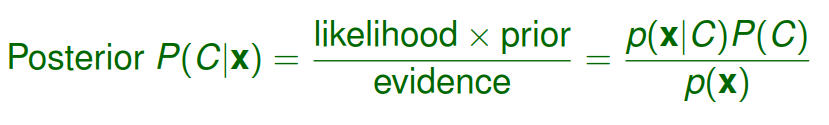 Posterior P(C|x) = likelihood × prior / evidence = p(x|C)P(C) / p(x)